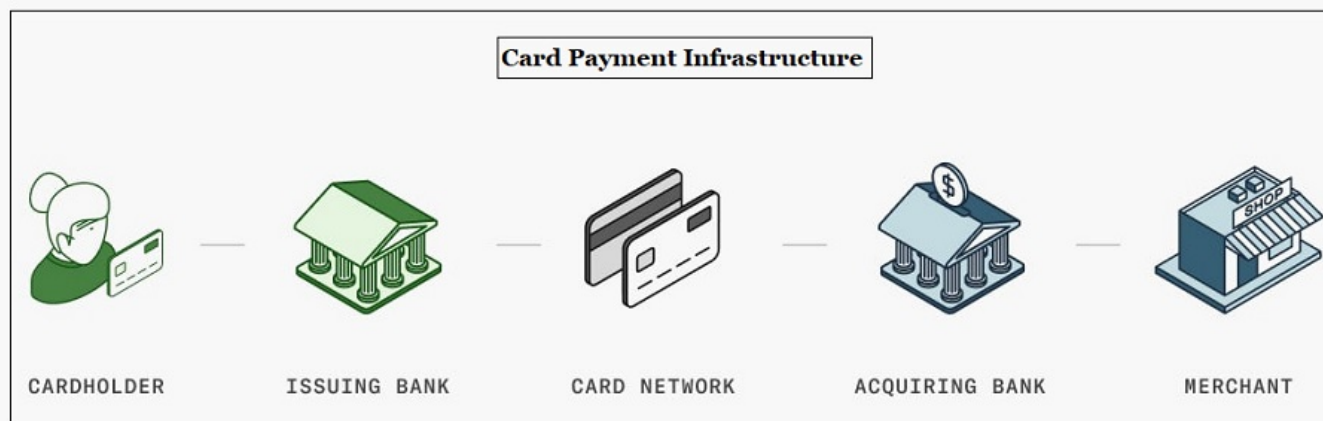 Card Payment Infrastructure
$
SHOP
CARDHOLDER
ISSUING BANK
CARD NETWORK
ACQUIRING BANK
MERCHANT